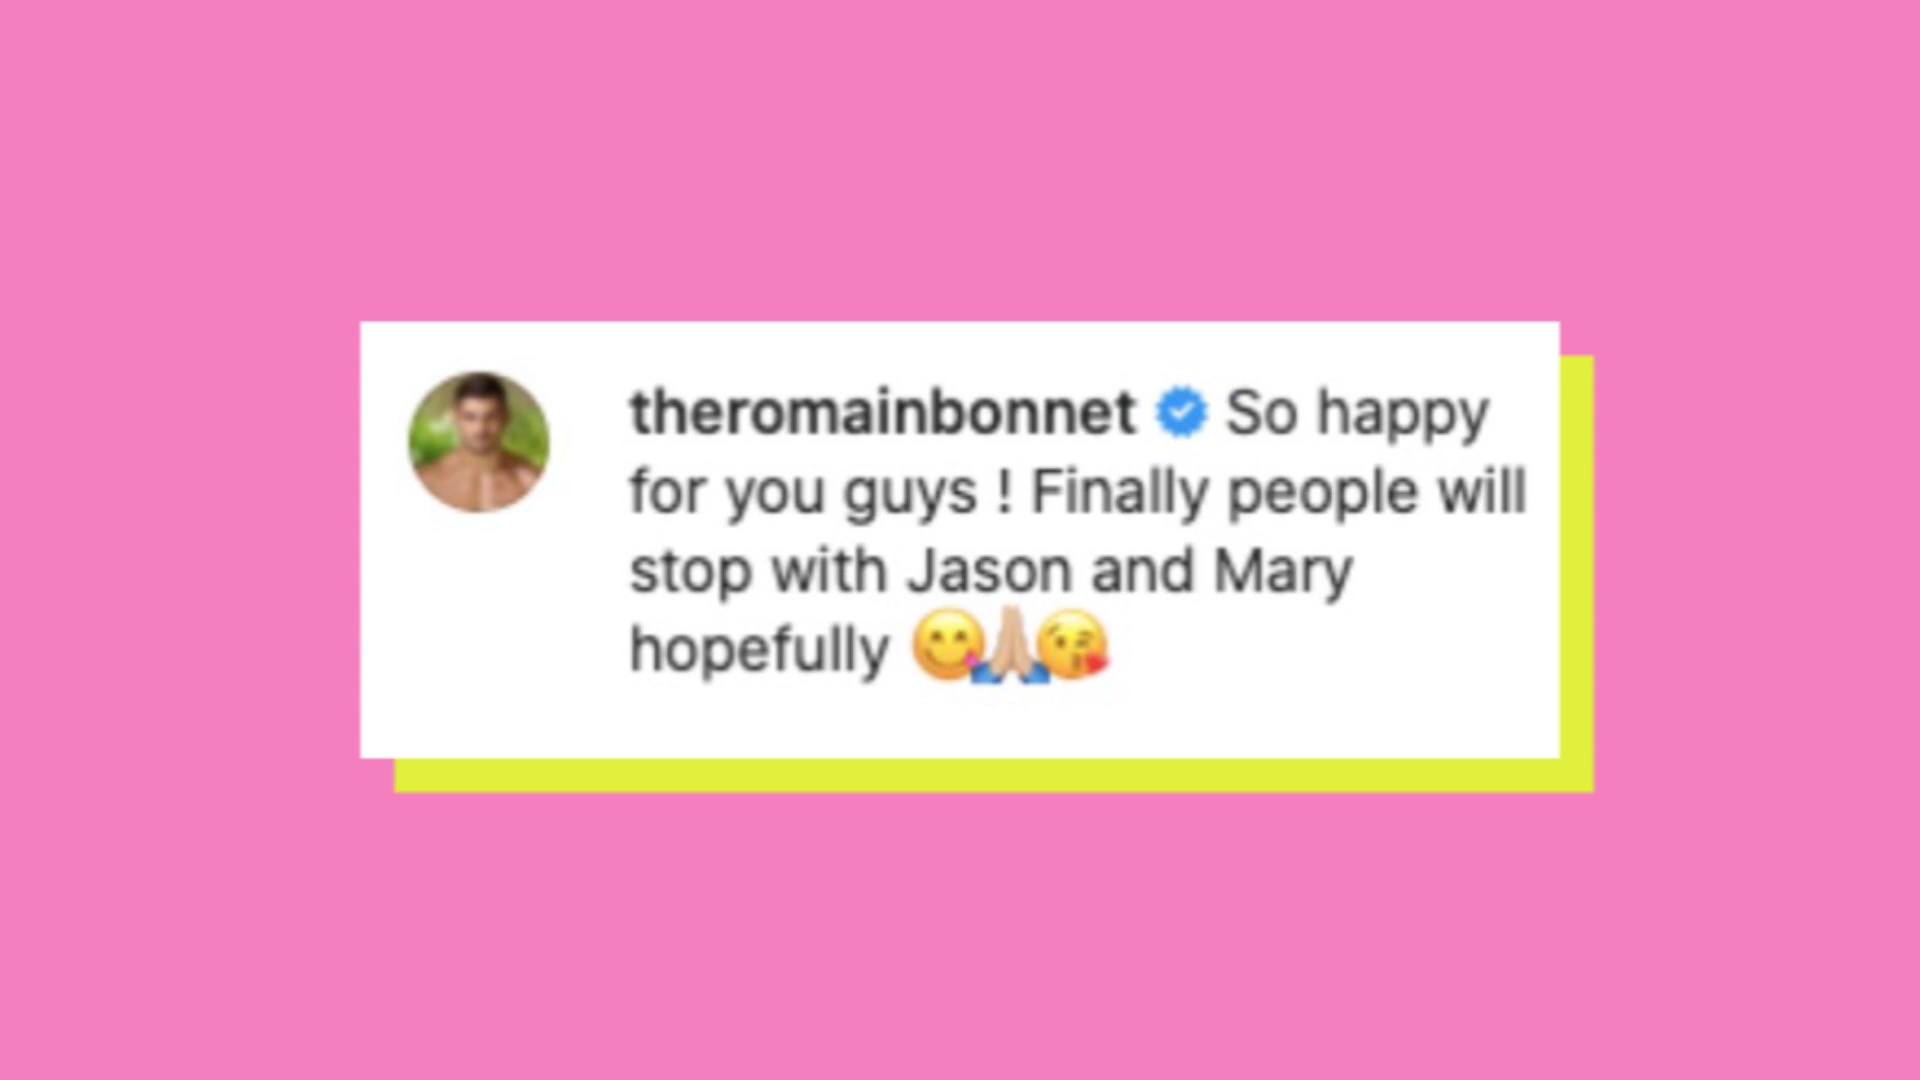 theromainbonnet So happy
for you guys ! Finally people will
stop with Jason and Mary
hopefully 😋🙏🏼😘